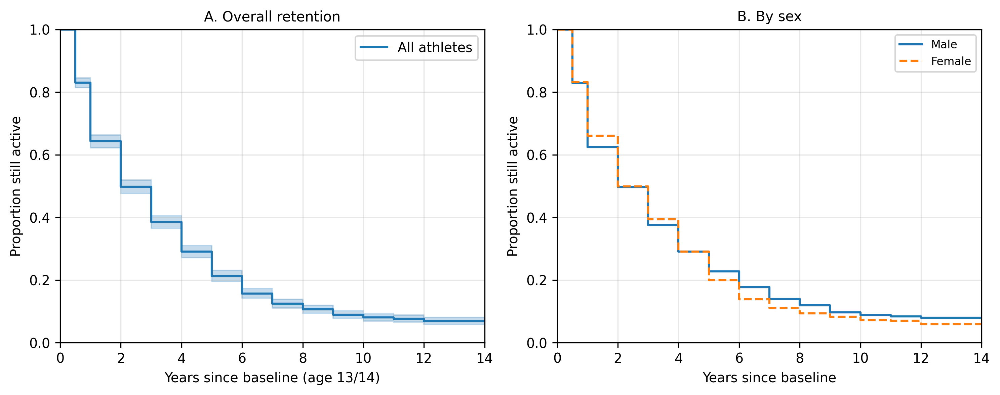 A. Overall retention
All athletes
Proportion still active
1.0
0.8
0.6
0.4
0.2
0.0
0 2 4 6 8 10 12 14
Years since baseline (age 13/14)
B. By sex
Male
Female
Proportion still active
1.0
0.8
0.6
0.4
0.2
0.0
0 2 4 6 8 10 12 14
Years since baseline